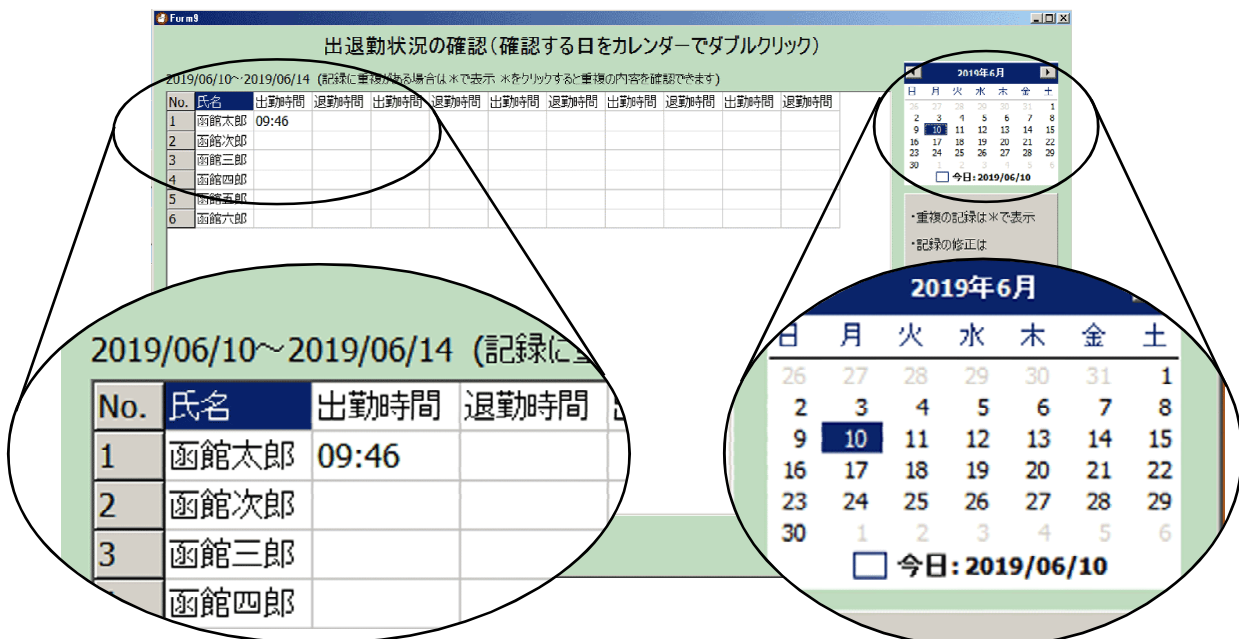 Form9
出退勤状況の確認(確認する日をカレンダーでダブルクリック)
2019/06/10～2019/06/14 (記録に重複がある場合は＊で表示 ＊をクリックすると重複の内容を確認できます)
No. 氏名 出勤時間 退勤時間 出勤時間 退勤時間 出勤時間 退勤時間 出勤時間 退勤時間 出勤時間 退勤時間
1 函館太郎 09:46
2 函館次郎
3 函館三郎
4 函館四郎
5 函館五郎
6 函館六郎
2019年6月
日 月 火 水 木 金 土
26 27 28 29 30 31 1
2 3 4 5 6 7 8
9 10 11 12 13 14 15
16 17 18 19 20 21 22
23 24 25 26 27 28 29
30 1 2 3 4 5 6
今日: 2019/06/10
・重複の記録は＊で表示
・記録の修正は
2019/06/10～2019/06/14 (記録に
No. 氏名 出勤時間 退勤時間
1 函館太郎 09:46
2 函館次郎
3 函館三郎
函館四郎
2019年6月
日 月 火 水 木 金 土
26 27 28 29 30 31 1
2 3 4 5 6 7 8
9 10 11 12 13 14 15
16 17 18 19 20 21 22
23 24 25 26 27 28 29
30 1 2 3 4 5 6
今日: 2019/06/10